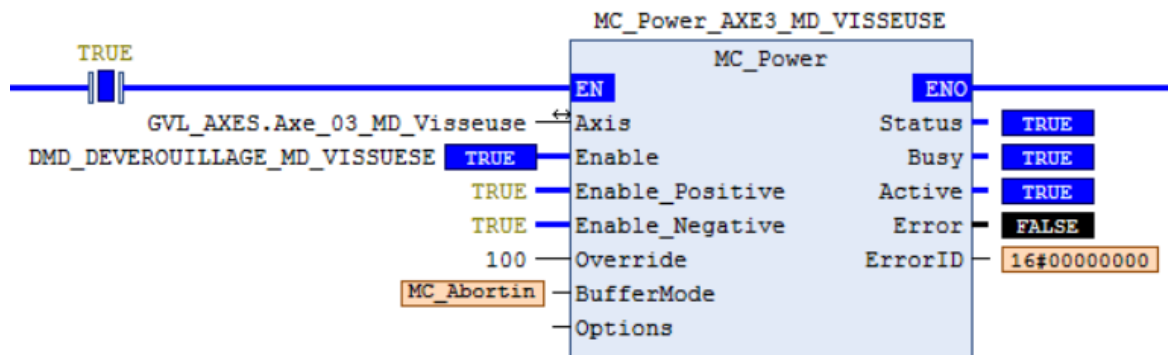 MC_Power_AXE3_MD_VISSEUSE
TRUE
MC_Power
EN ENO
GVL_AXES.Axe_03_MD_Visseuse Axis Status TRUE
DMD_DEVEROUILLAGE_MD_VISSUESE TRUE Enable Busy TRUE
TRUE Enable_Positive Active TRUE
TRUE Enable_Negative Error FALSE
100 Override ErrorID 16#00000000
MC_Abortin BufferMode
Options